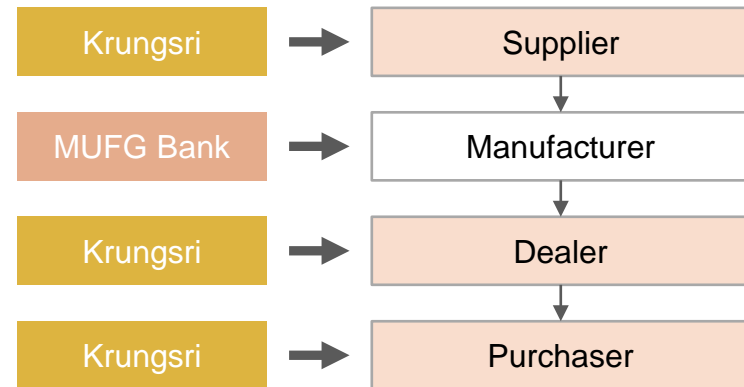 Krungsri
Supplier
MUFG Bank
Manufacturer
Krungsri
Dealer
Krungsri
Purchaser